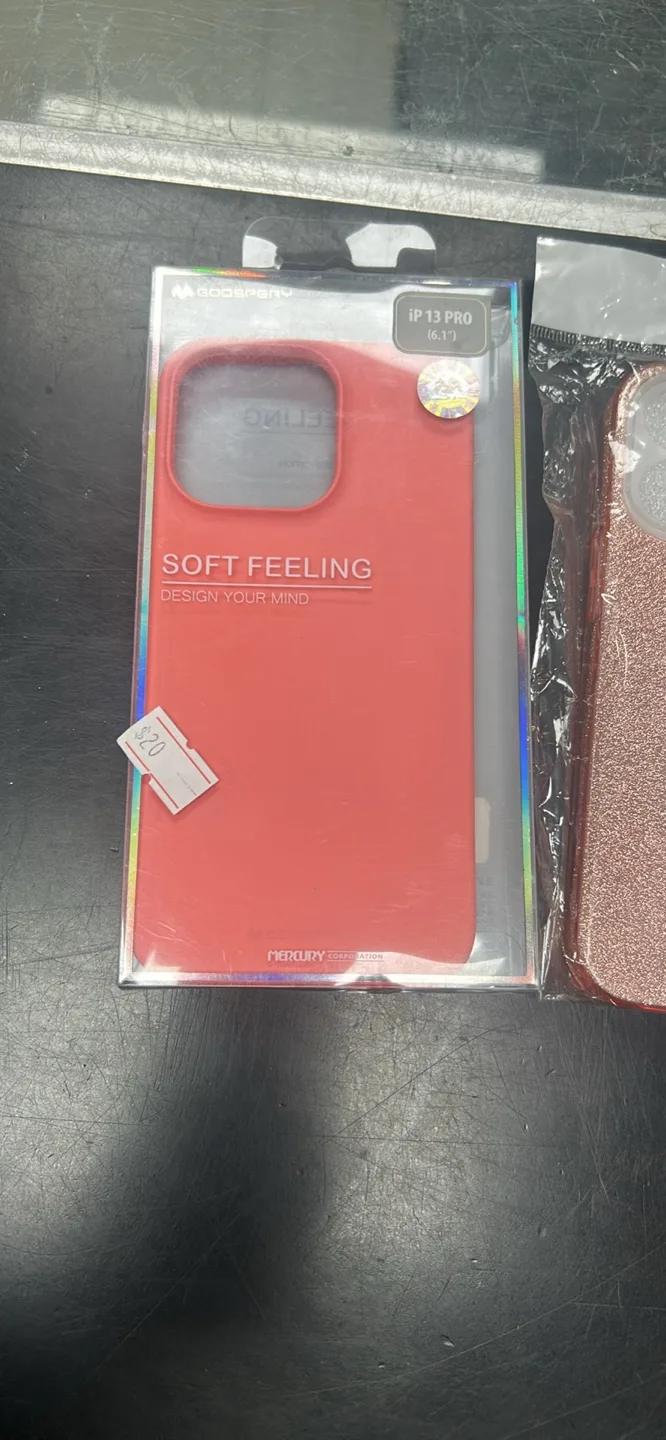 GOOSPERY
iP 13 PRO
(6.1")
SOFT FEELING
DESIGN YOUR MIND
$20
MERCURY CORPORATION